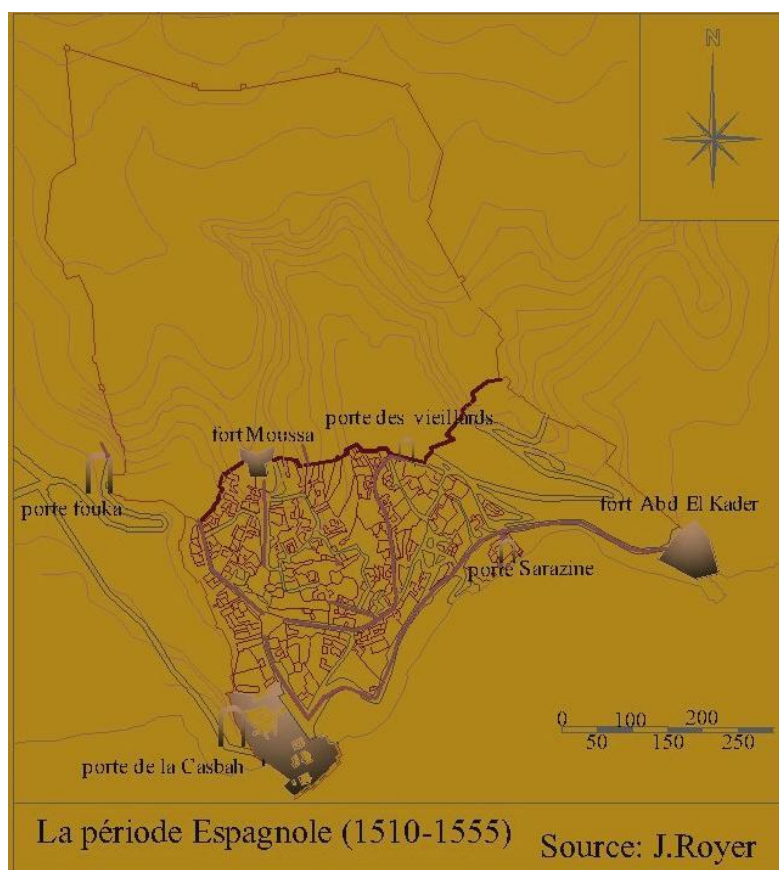 N
porte des vieillards
fort Moussa
porte fouka
fort Abd El Kader
porte Sarazine
0 100 200
50 150 250
porte de la Casbah
La période Espagnole (1510-1555)
Source: J.Royer